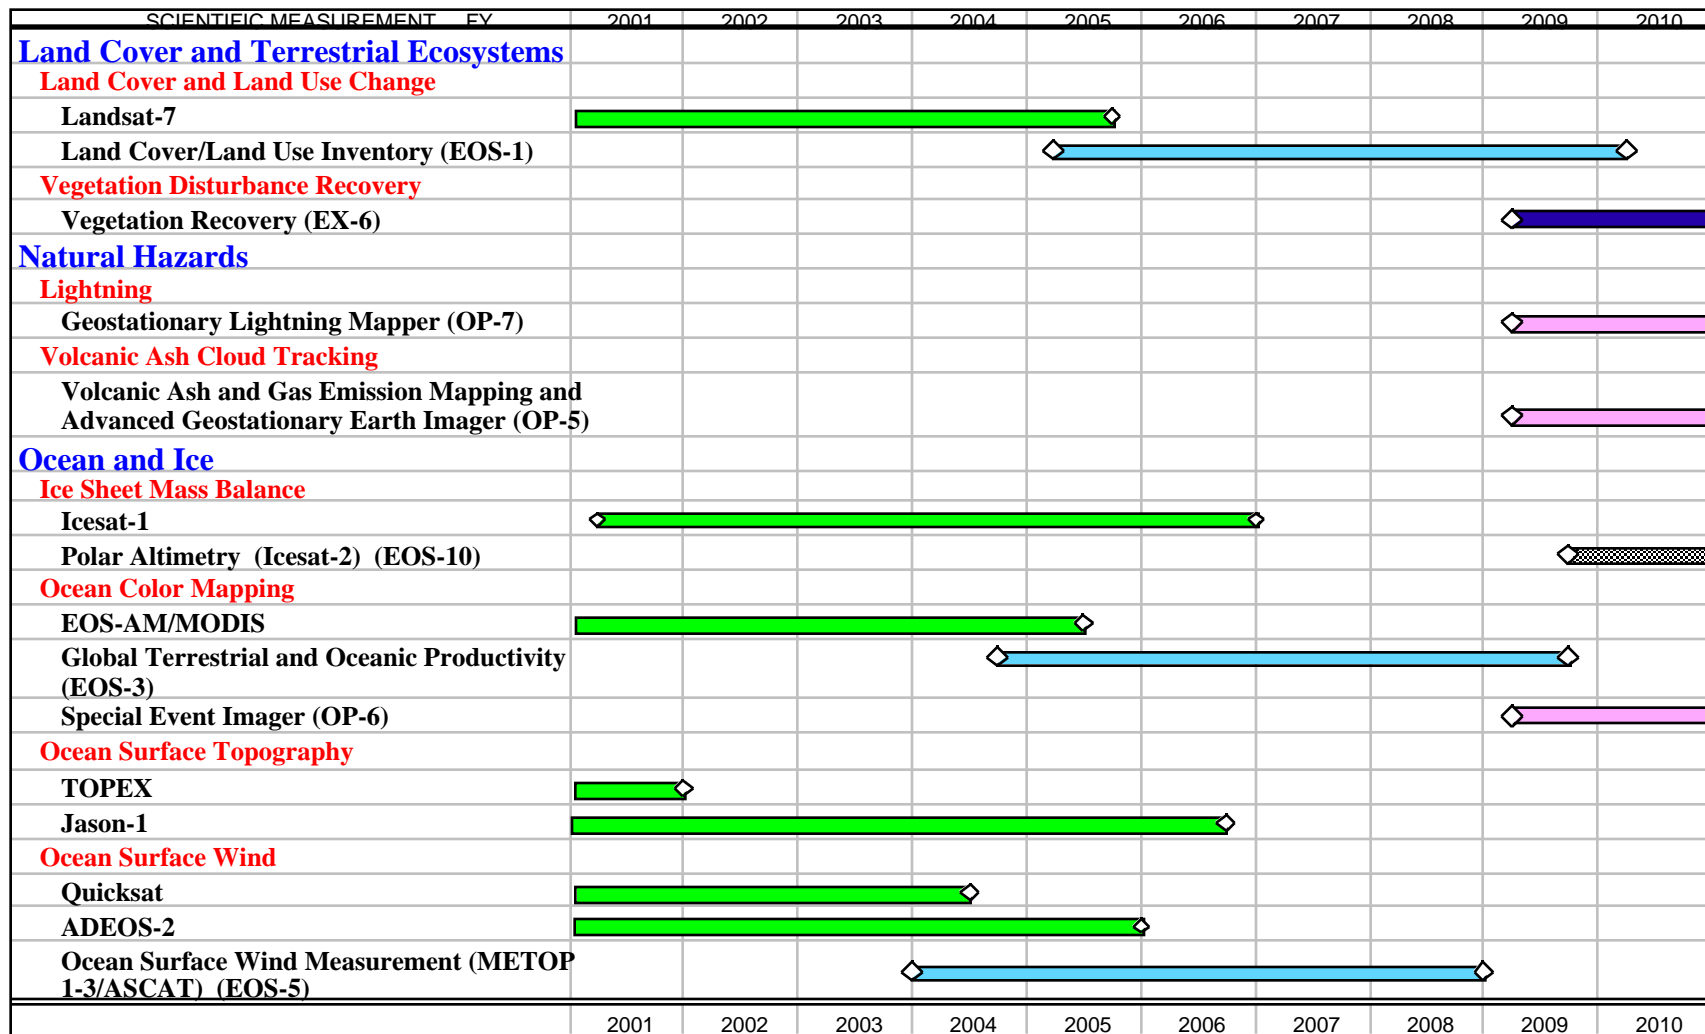 SCIENTIFIC MEASUREMENT FY 2001 2002 2003 2004 2005 2006 2007 2008 2009 2010
Land Cover and Terrestrial Ecosystems
Land Cover and Land Use Change
Landsat-7
Land Cover/Land Use Inventory (EOS-1)
Vegetation Disturbance Recovery
Vegetation Recovery (EX-6)
Natural Hazards
Lightning
Geostationary Lightning Mapper (OP-7)
Volcanic Ash Cloud Tracking
Volcanic Ash and Gas Emission Mapping and
Advanced Geostationary Earth Imager (OP-5)
Ocean and Ice
Ice Sheet Mass Balance
Icesat-1
Polar Altimetry (Icesat-2) (EOS-10)
Ocean Color Mapping
EOS-AM/MODIS
Global Terrestrial and Oceanic Productivity
(EOS-3)
Special Event Imager (OP-6)
Ocean Surface Topography
TOPEX
Jason-1
Ocean Surface Wind
Quicksat
ADEOS-2
Ocean Surface Wind Measurement (METOP
1-3/ASCAT) (EOS-5)
2001 2002 2003 2004 2005 2006 2007 2008 2009 2010